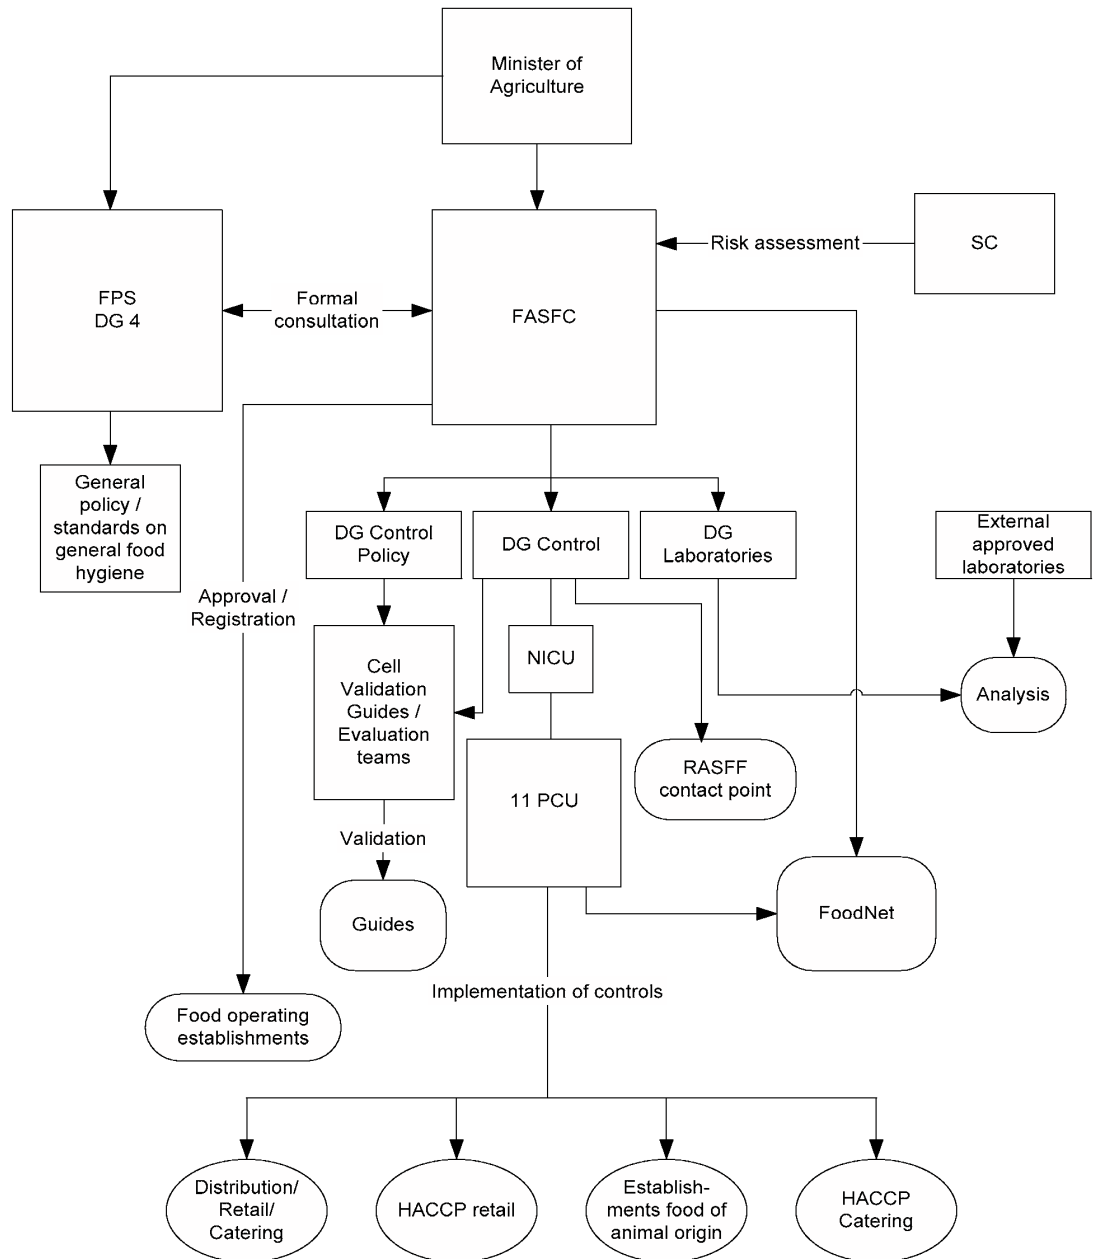 Minister of
Agriculture
Risk assessment
SC
FPS
DG 4
Formal
consultation
FASFC
General
policy /
standards on
general food
hygiene
DG Control
Policy
DG Control
DG
Laboratories
External
approved
laboratories
Approval /
Registration
Cell
Validation
Guides /
Evaluation
teams
NICU
Analysis
RASFF
contact point
11 PCU
Validation
Guides
FoodNet
Implementation of controls
Food operating
establishments
Distribution/
Retail/
Catering
HACCP retail
Establish-
ments food of
animal origin
HACCP
Catering